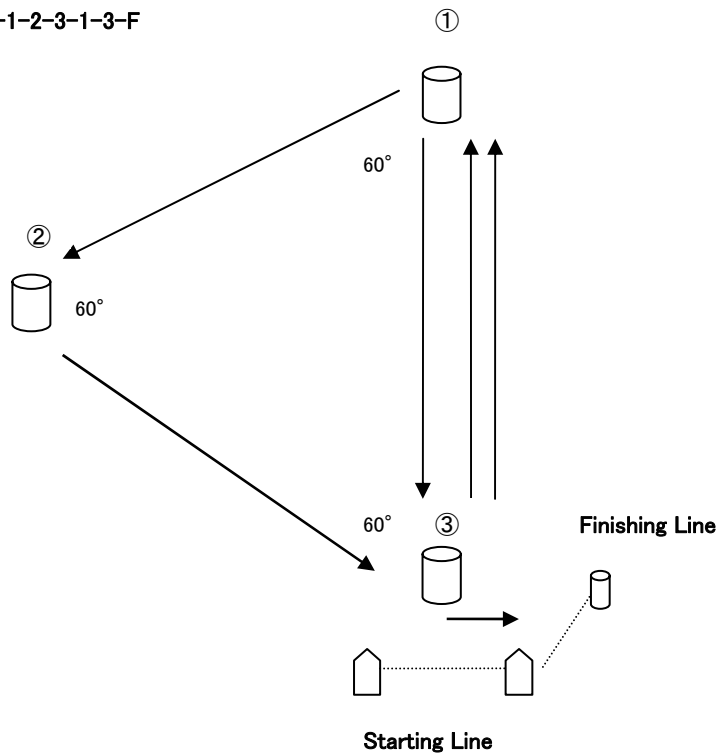 -1-2-3-1-3-F
①
60°
②
60°
60°
③
Finishing Line
Starting Line